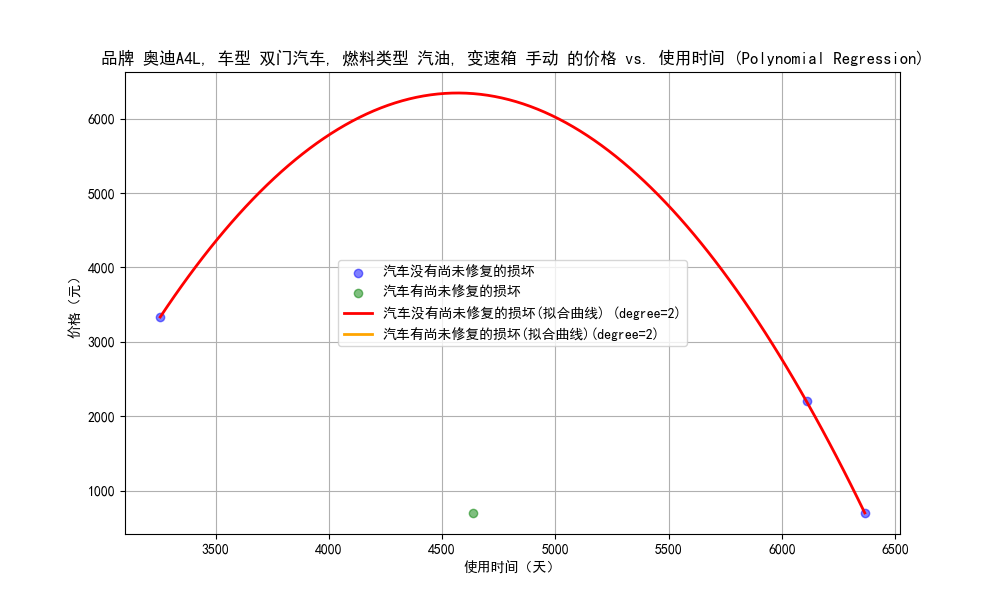 品牌 奥迪A4L, 车型 双门汽车, 燃料类型 汽油, 变速箱 手动 的价格 vs. 使用时间 (Polynomial Regression)
价格（元）
6000
5000
4000
3000
2000
1000
汽车没有尚未修复的损坏
汽车有尚未修复的损坏
汽车没有尚未修复的损坏(拟合曲线) (degree=2)
汽车有尚未修复的损坏(拟合曲线)(degree=2)
3500 4000 4500 5000 5500 6000 6500
使用时间（天）